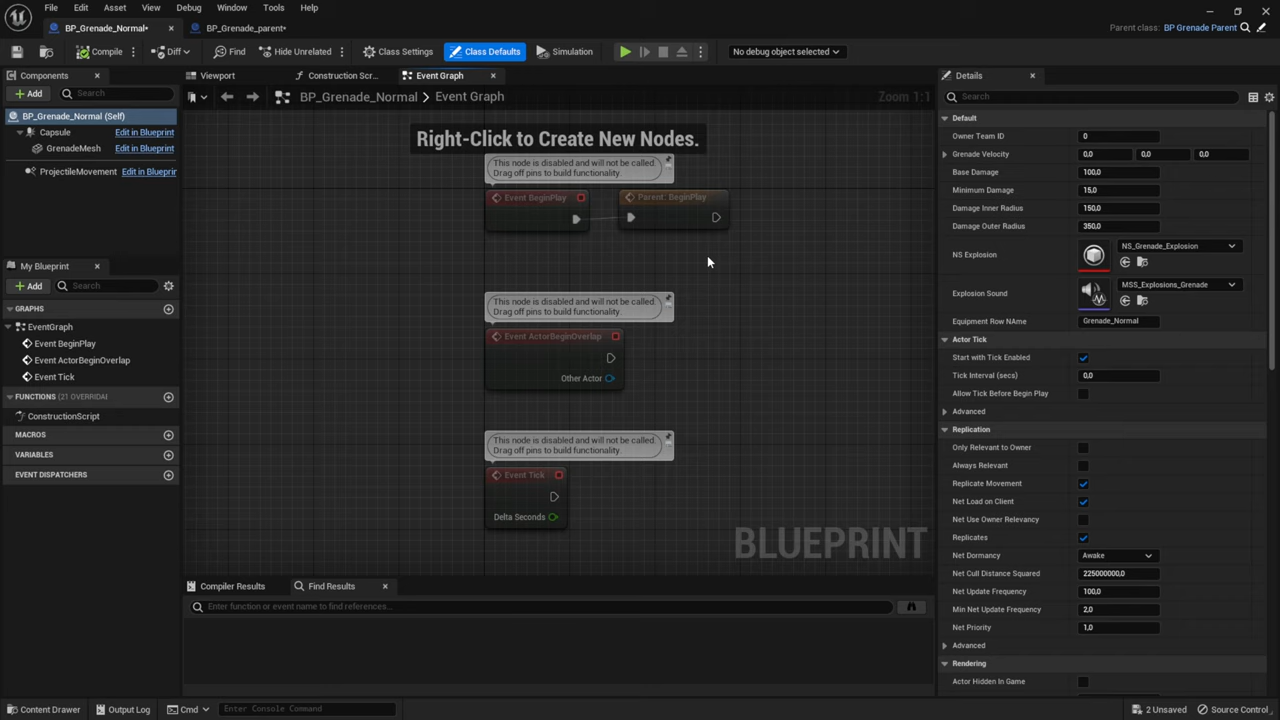 File Edit Asset View Debug Window Tools Help
BP_Grenade_Normal•
BP_Grenade_parent•
Parent class: BP Grenade Parent
Compile
Diff
Find
Hide Unrelated
Class Settings
Class Defaults
Simulation
No debug object selected
Components
Add
Search
BP_Grenade_Normal (Self)
Capsule Edit in Blueprint
GrenadeMesh Edit in Blueprint
ProjectileMovement Edit in Blueprin
My Blueprint
Add
Search
GRAPHS
EventGraph
Event BeginPlay
Event ActorBeginOverlap
Event Tick
FUNCTIONS (21 OVERRIDAI
ConstructionScript
MACROS
VARIABLES
EVENT DISPATCHERS
Viewport
Construction Scr...
Event Graph
BP_Grenade_Normal > Event Graph
Zoom 1:1
Right-Click to Create New Nodes.
This node is disabled and will not be called.
Drag off pins to build functionality.
Event BeginPlay
Parent: BeginPlay
This node is disabled and will not be called.
Drag off pins to build functionality.
Event ActorBeginOverlap
Other Actor
This node is disabled and will not be called.
Drag off pins to build functionality.
Event Tick
Delta Seconds
BLUEPRINT
Compiler Results
Find Results
Enter function or event name to find references...
Details
Search
Default
Owner Team ID 0
Grenade Velocity 0,0 0,0 0,0
Base Damage 100,0
Minimum Damage 15,0
Damage Inner Radius 150,0
Damage Outer Radius 350,0
NS Explosion NS_Grenade_Explosion
Explosion Sound MSS_Explosions_Grenade
Equipment Row NAme Grenade_Normal
Actor Tick
Start with Tick Enabled
Tick Interval (secs) 0,0
Allow Tick Before Begin Play
Advanced
Replication
Only Relevant to Owner
Always Relevant
Replicate Movement
Net Load on Client
Net Use Owner Relevancy
Replicates
Net Dormancy Awake
Net Cull Distance Squared 225000000,0
Net Update Frequency 100,0
Min Net Update Frequency 2,0
Net Priority 1,0
Advanced
Rendering
Actor Hidden In Game
Content Drawer
Output Log
Cmd
Enter Console Command
2 Unsaved
Source Control